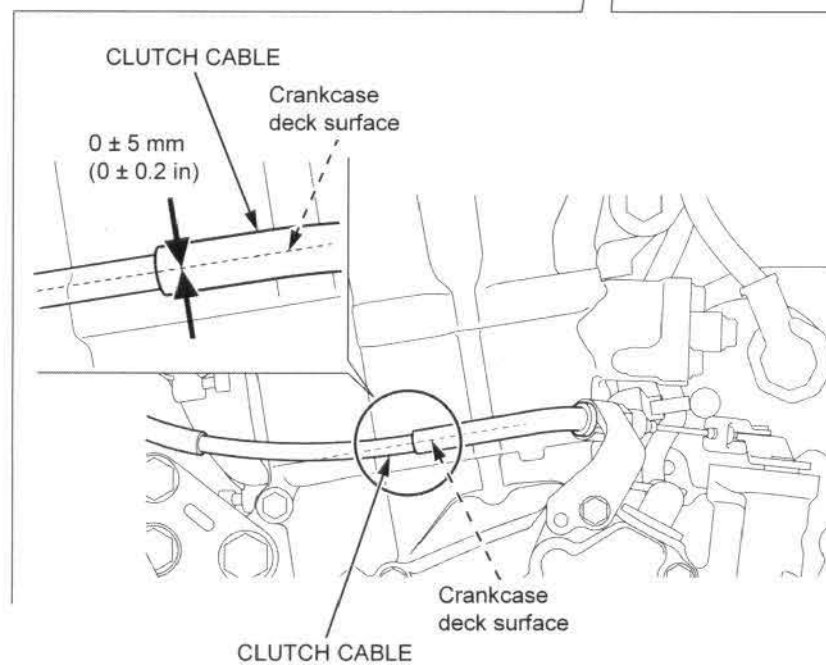 CLUTCH CABLE
Crankcase
deck surface
0 ± 5 mm
(0 ± 0.2 in)
Crankcase
deck surface
CLUTCH CABLE